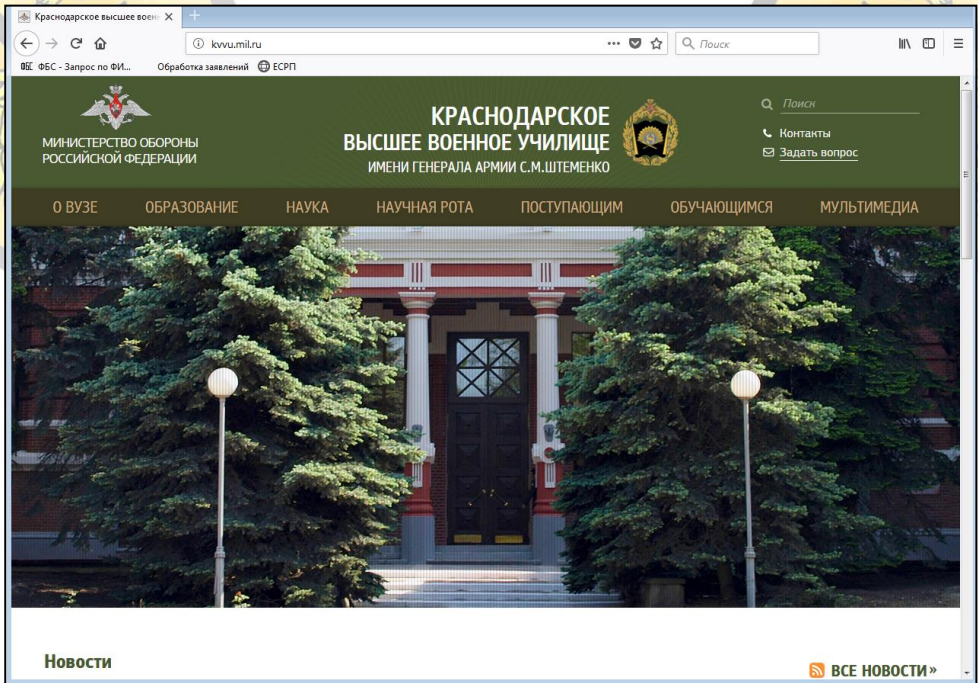 Краснодарское высшее воен
kvvu.mil.ru
Поиск
ФБС - Запрос по ФИ...
Обработка заявлений
ЕСРП
МИНИСТЕРСТВО ОБОРОНЫ
РОССИЙСКОЙ ФЕДЕРАЦИИ
КРАСНОДАРСКОЕ
ВЫСШЕЕ ВОЕННОЕ УЧИЛИЩЕ
ИМЕНИ ГЕНЕРАЛА АРМИИ С.М.ШТЕМЕНКО
Поиск
Контакты
Задать вопрос
О ВУЗЕ
ОБРАЗОВАНИЕ
НАУКА
НАУЧНАЯ РОТА
ПОСТУПАЮЩИМ
ОБУЧАЮЩИМСЯ
МУЛЬТИМЕДИА
Новости
ВСЕ НОВОСТИ»